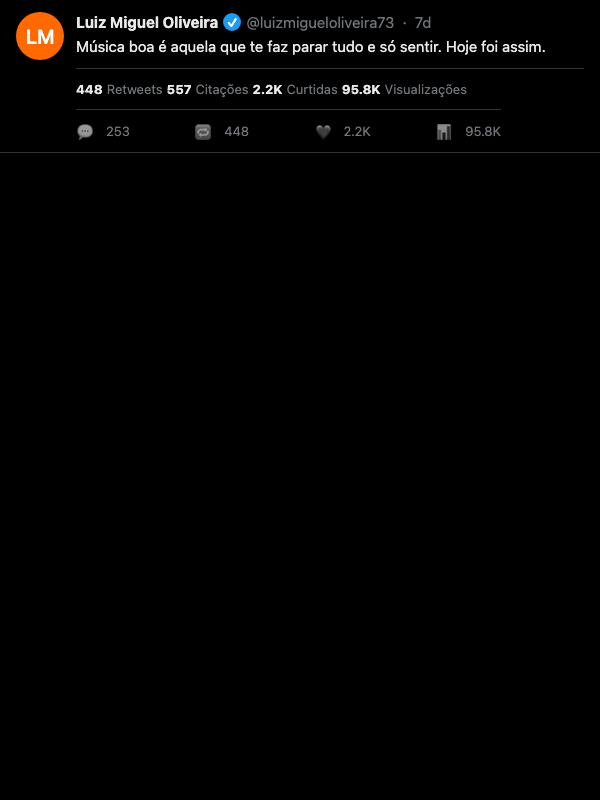 LM
Luiz Miguel Oliveira @luizmigueloliveira73 · 7d
Música boa é aquela que te faz parar tudo e só sentir. Hoje foi assim.
448 Retweets 557 Citações 2.2K Curtidas 95.8K Visualizações
253 448 2.2K 95.8K